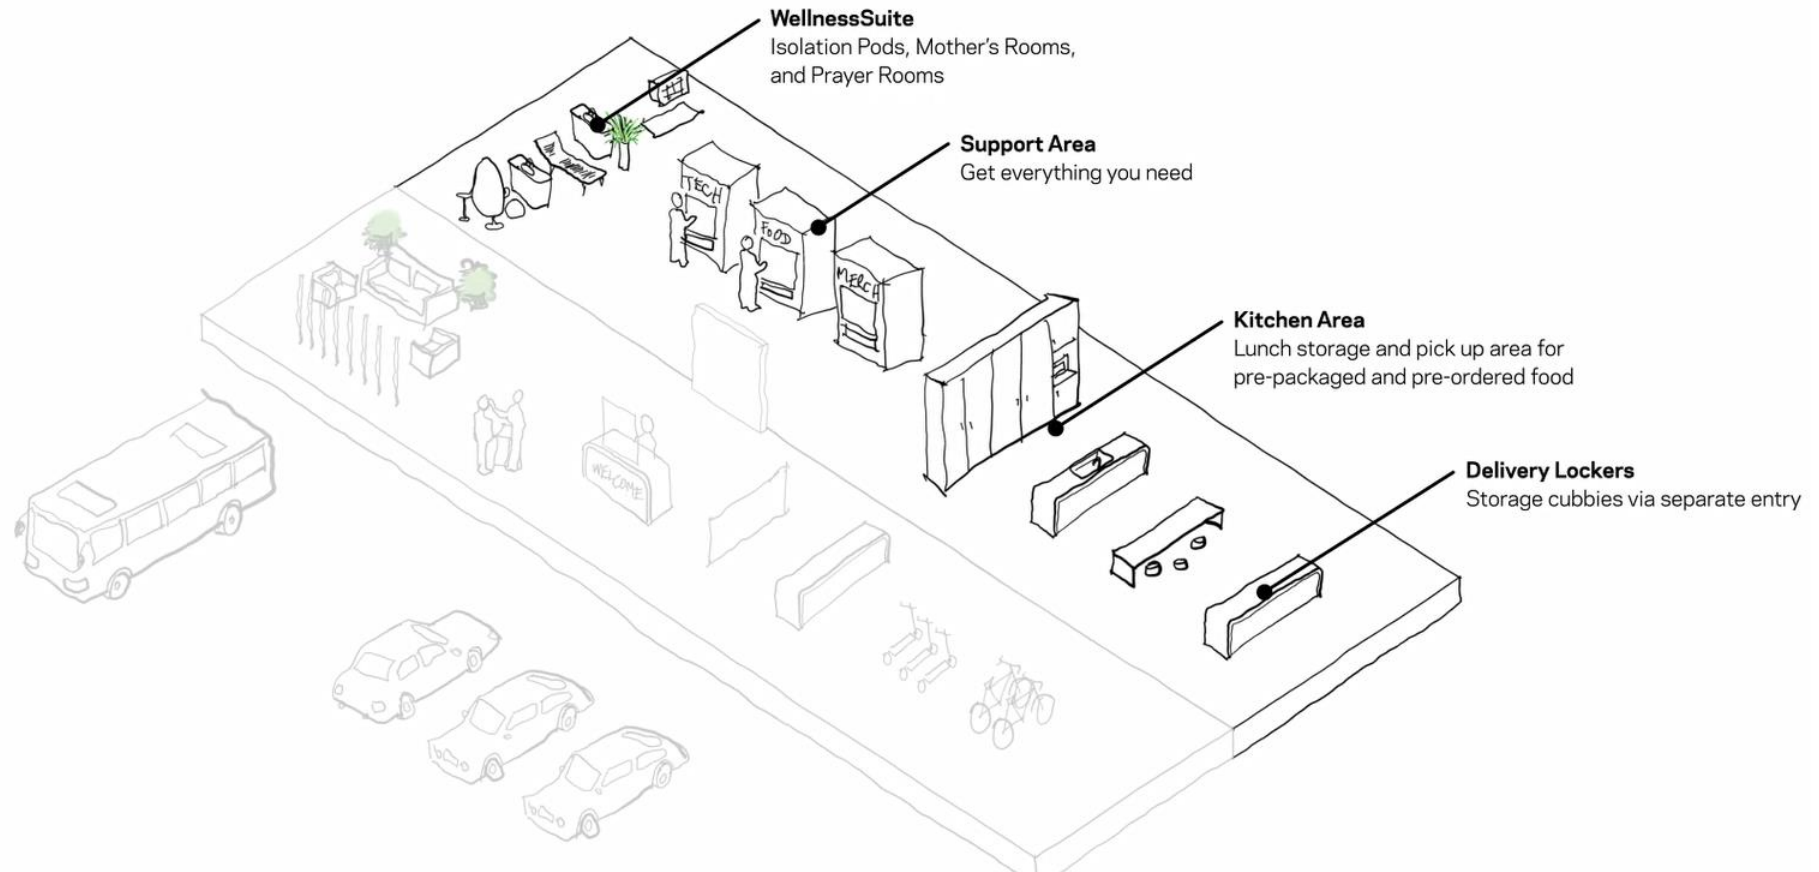 WellnessSuite
Isolation Pods, Mother's Rooms,
and Prayer Rooms
Support Area
Get everything you need
TECH
FOOD
MERCH
Kitchen Area
Lunch storage and pick up area for
pre-packaged and pre-ordered food
WELCOME
Delivery Lockers
Storage cubbies via separate entry